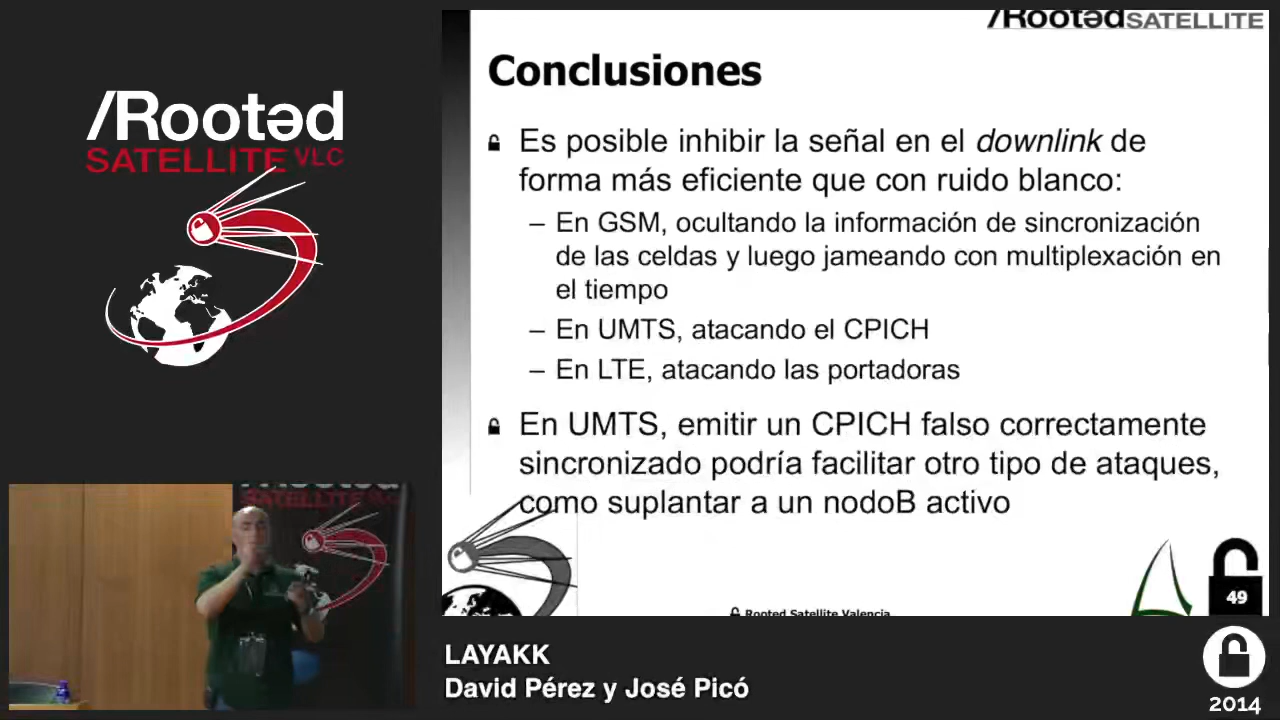 /Rootəd
SATELLITE VLC
/RootədSATELLITE
Conclusiones
Es posible inhibir la señal en el downlink de
forma más eficiente que con ruido blanco:
– En GSM, ocultando la información de sincronización
de las celdas y luego jameando con multiplexación en
el tiempo
– En UMTS, atacando el CPICH
– En LTE, atacando las portadoras
En UMTS, emitir un CPICH falso correctamente
sincronizado podría facilitar otro tipo de ataques,
como suplantar a un nodoB activo
Rooted Satellite Valencia
49
SATELLITE
LAYAKK
David Pérez y José Picó
2014